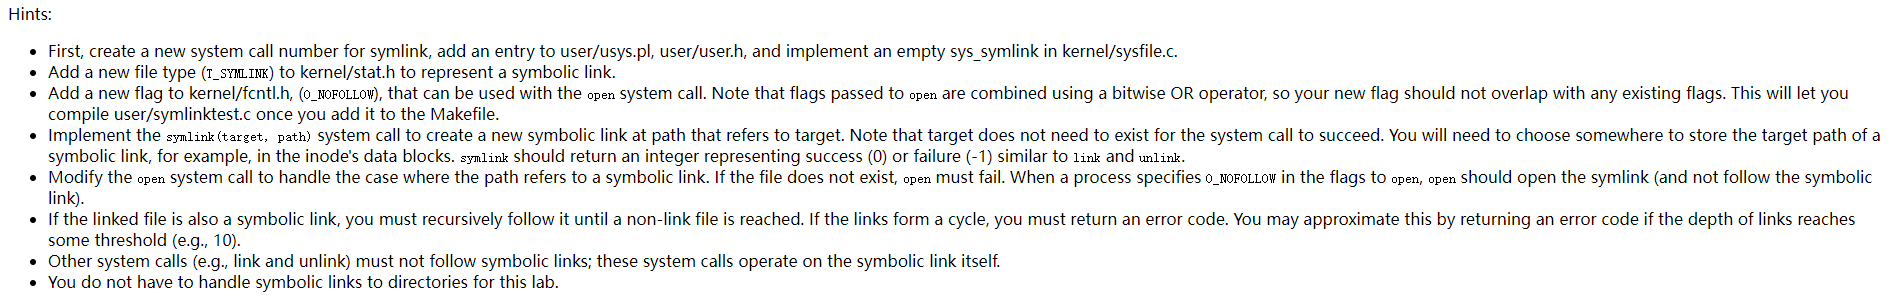 Hints:
• First, create a new system call number for symlink, add an entry to user/usys.pl, user/user.h, and implement an empty sys_symlink in kernel/sysfile.c.
• Add a new file type (T_SYMLINK) to kernel/stat.h to represent a symbolic link.
• Add a new flag to kernel/fcntl.h, (O_NOFOLLOW), that can be used with the open system call. Note that flags passed to open are combined using a bitwise OR operator, so your new flag should not overlap with any existing flags. This will let you
compile user/symlinktest.c once you add it to the Makefile.
• Implement the symlink(target, path) system call to create a new symbolic link at path that refers to target. Note that target does not need to exist for the system call to succeed. You will need to choose somewhere to store the target path of a
symbolic link, for example, in the inode's data blocks. symlink should return an integer representing success (0) or failure (-1) similar to link and unlink.
• Modify the open system call to handle the case where the path refers to a symbolic link. If the file does not exist, open must fail. When a process specifies O_NOFOLLOW in the flags to open, open should open the symlink (and not follow the symbolic
link).
• If the linked file is also a symbolic link, you must recursively follow it until a non-link file is reached. If the links form a cycle, you must return an error code. You may approximate this by returning an error code if the depth of links reaches
some threshold (e.g., 10).
• Other system calls (e.g., link and unlink) must not follow symbolic links; these system calls operate on the symbolic link itself.
• You do not have to handle symbolic links to directories for this lab.